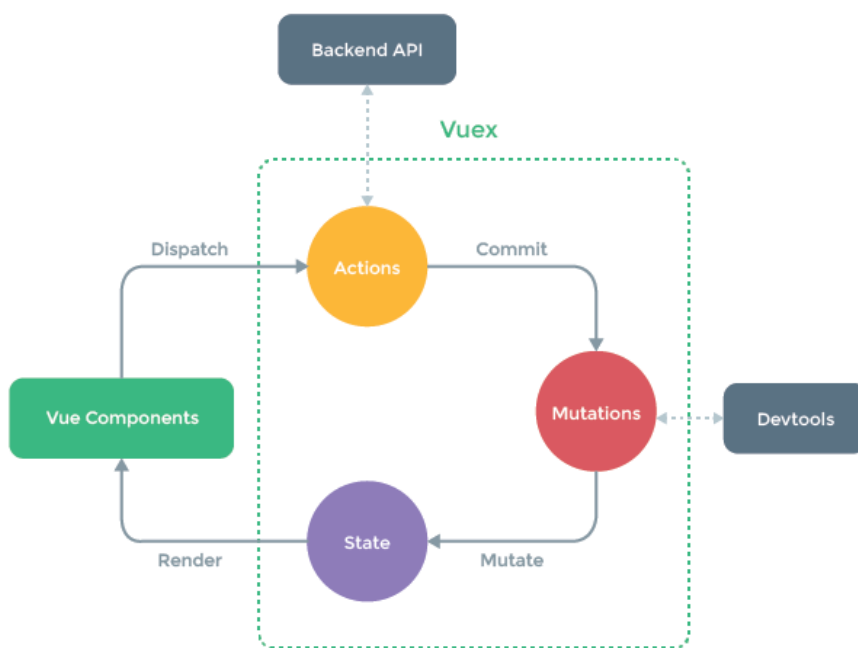 Backend API
Vuex
Dispatch
Commit
Actions
Vue Components
Mutations
Devtools
State
Render
Mutate